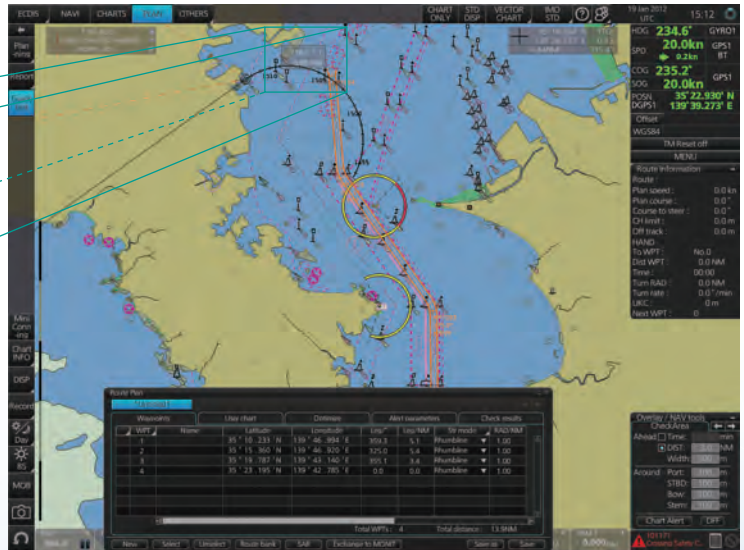 ECDIS NAVI CHARTS PLAN OTHERS
CHART ONLY STD DISP VECTOR CHART IMO STD
19 Jan 2012
UTC 15:12
Plan -ning
Report
HDG 234.6° GYRO1
SPD 20.0kn GPS1
0.2kn BT
COG 235.2°
SOG 20.0kn GPS1
POSN 35°22.930' N
DGPS1 139°39.273' E
Offset
WGS84
TM Reset off
MENU
Route Information
Route :
Plan speed : 0.0 kn
Plan course : 0.0 °
Course to steer : 0.0 °
CH limit : 0.0 m
Off track : 0.0 m
HAND
To WPT : No.0
Dist WPT : 0.0 NM
Time : 00:00
Turn RAD : 0.0 NM
Turn rate : 0.0 °/min
UKC : 0 m
Next WPT : 0
Mini Conn -ing
Chart INFO
DISP
Record
Day
BS
MOB
Route Plan
Waypoints User chart Distance Alert parameters Check results
WPT Name Latitude Longitude Leg/° Leg/NM Str mode RAD/NM
1 35 ° 10 .233 'N 139 ° 46 .994 'E 359.3 5.1 Rhumbline 1.00
2 35 ° 15 .360 'N 139 ° 46 .920 'E 325.0 5.4 Rhumbline 1.00
3 35 ° 19 .787 'N 139 ° 43 .140 'E 355.1 3.4 Rhumbline 1.00
4 35 ° 23 .195 'N 139 ° 42 .785 'E 0.0 0.0 Rhumbline 1.00
Total WPTs : 4 Total distance : 13.9NM
New Select Unselect Route bank SAR Exchange to MONIT Save as Save
Overlay / NAV tools
CheckArea
Ahead Time: min
DIST: NM
Width: m
Around Port: m
STBD: m
Bow: m
Stern: m
Chart Alert OFF